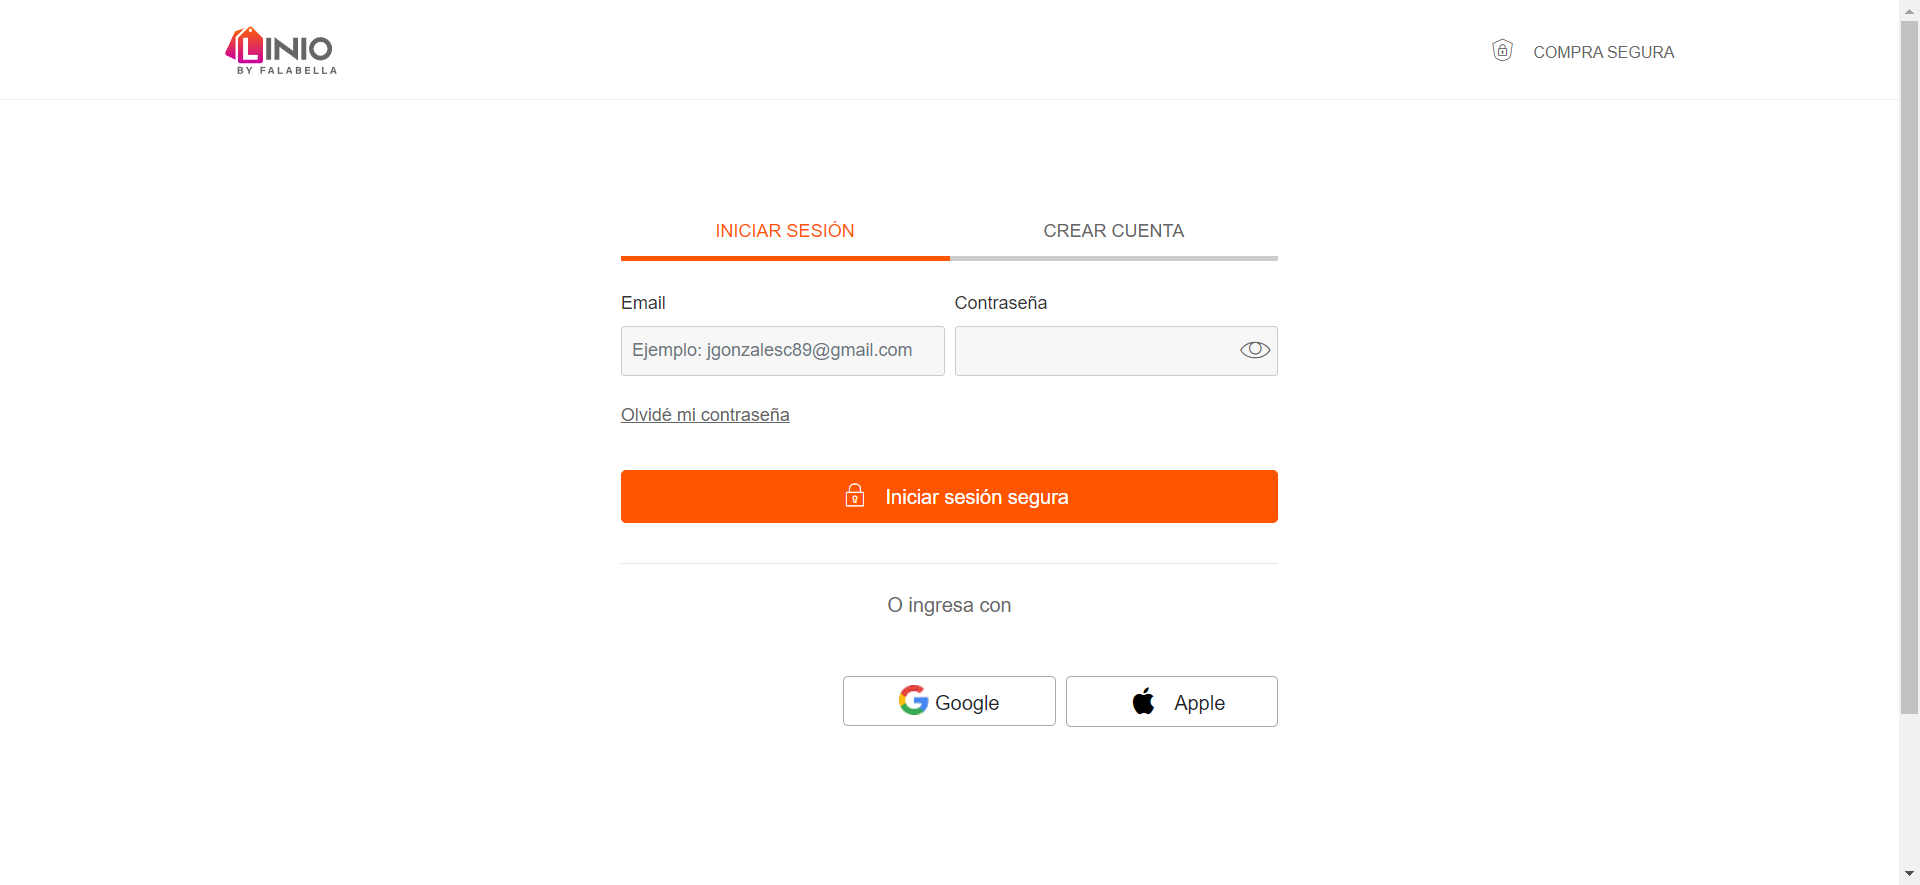 LINIO
BY FALABELLA
COMPRA SEGURA
INICIAR SESIÓN
CREAR CUENTA
Email
Contraseña
Ejemplo: jgonzalesc89@gmail.com
Olvidé mi contraseña
Iniciar sesión segura
O ingresa con
Google
Apple